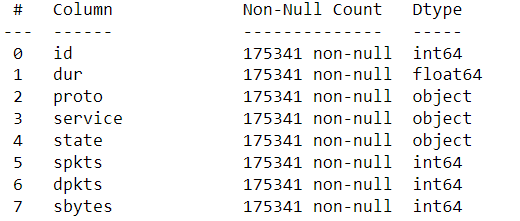 #   Column             Non-Null Count   Dtype
---  ------             --------------   -----
0   id                 175341 non-null  int64
1   dur                175341 non-null  float64
2   proto              175341 non-null  object
3   service            175341 non-null  object
4   state              175341 non-null  object
5   spkts              175341 non-null  int64
6   dpkts              175341 non-null  int64
7   sbytes             175341 non-null  int64